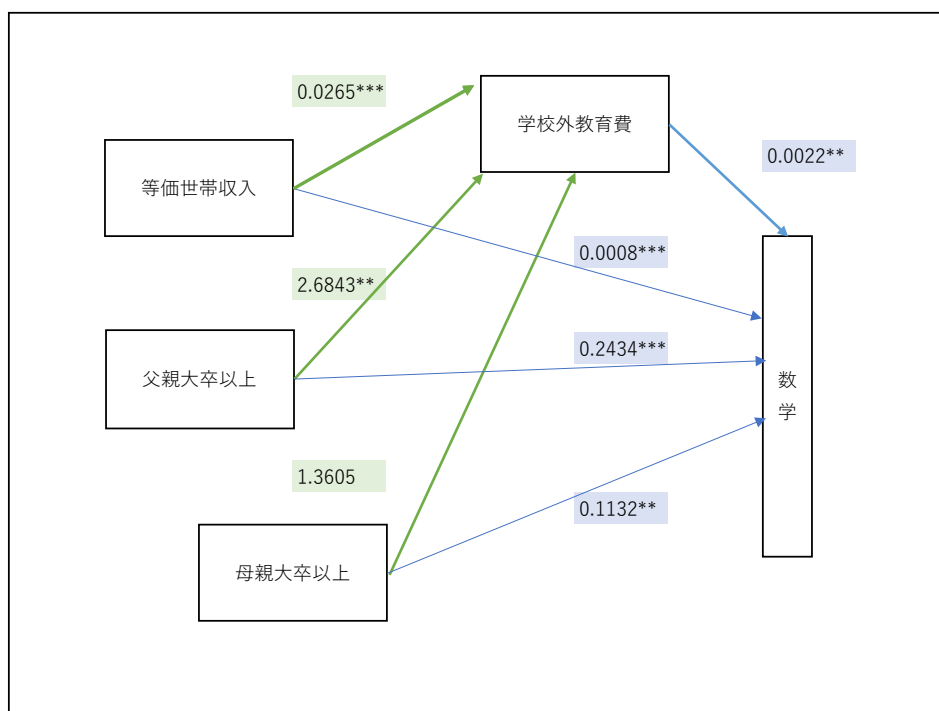 0.0265***
学校外教育費
0.0022**
等価世帯収入
0.0008***
2.6843**
0.2434***
父親大卒以上
数
学
1.3605
0.1132**
母親大卒以上